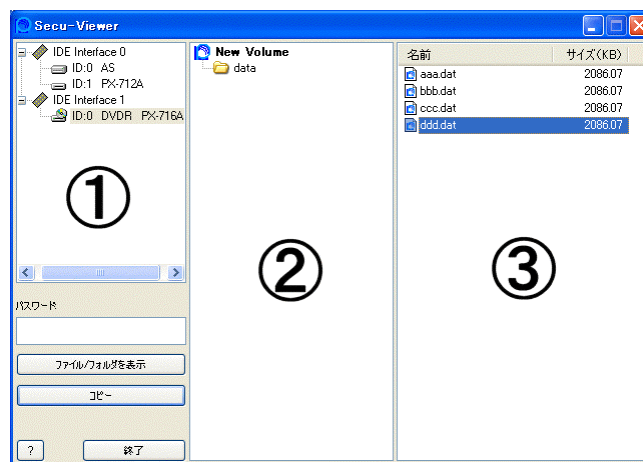 Secu-Viewer
IDE Interface 0
ID:0 AS
ID:1 PX-712A
IDE Interface 1
ID:0 DVDR PX-716A
①
パスワード
ファイル/フォルダを表示
コピー
?
終了
New Volume
data
②
名前 サイズ(KB)
aaa.dat 2086.07
bbb.dat 2086.07
ccc.dat 2086.07
ddd.dat 2086.07
③